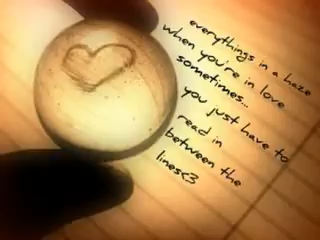 everythings in a haze
when you're in love
sometimes...
you just have to
read in
between the
lines<3